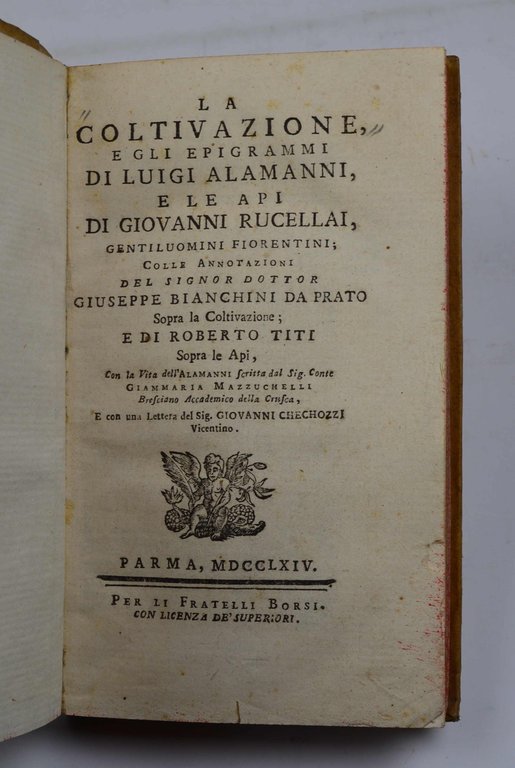 LA
COLTIVAZIONE,
E GLI EPIGRAMMI
DI LUIGI ALAMANNI,
E LE API
DI GIOVANNI RUCELLAI,
GENTILUOMINI FIORENTINI;
COLLE ANNOTAZIONI
DEL SIGNOR DOTTOR
GIUSEPPE BIANCHINI DA PRATO
Sopra la Coltivazione;
E DI ROBERTO TITI
Sopra le Api,
Con la Vita dell'ALAMANNI scritta dal Sig. Conte
GIAMMARIA MAZZUCHELLI
Bresciano Accademico della Crusca,
E con una Lettera del Sig. GIOVANNI CHECHOZZI
Vicentino.
PARMA, MDCCLXIV.
PER LI FRATELLI BORSI.
CON LICENZA DE' SUPERIORI.